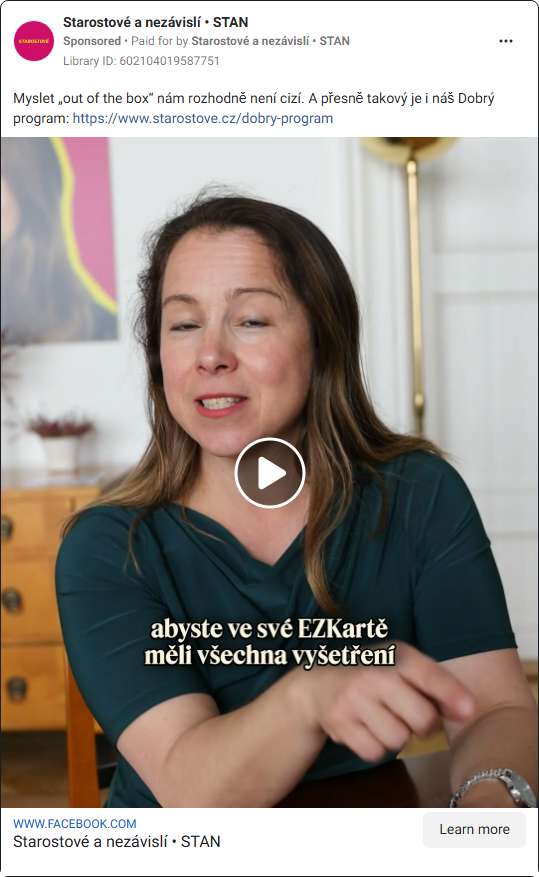 Starostové a nezávislí • STAN
Sponsored • Paid for by Starostové a nezávislí • STAN
Library ID: 602104019587751
STAROSTOVÉ
Myslet „out of the box“ nám rozhodně není cizí. A přesně takový je i náš Dobrý
program: https://www.starostove.cz/dobry-program
abyste ve své EZKartě
měli všechna vyšetření
WWW.FACEBOOK.COM
Starostové a nezávislí • STAN
Learn more